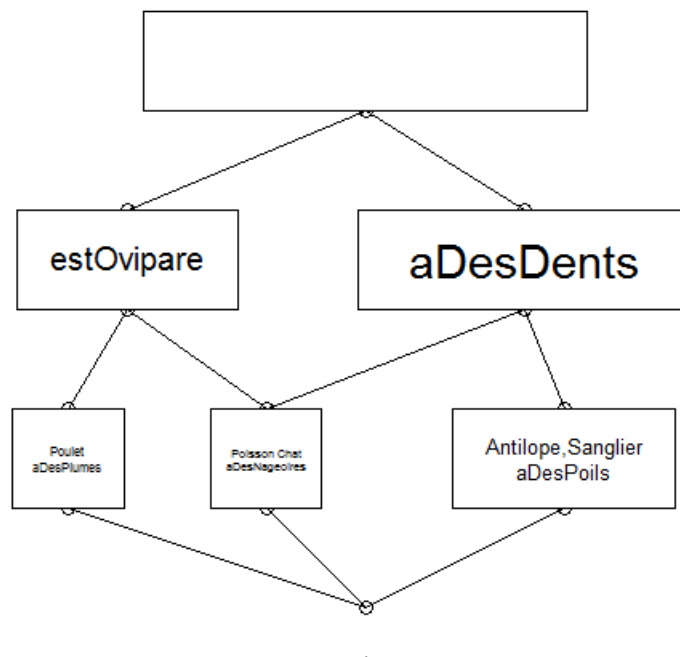 estOvipare
aDesDents
Poulet
aDesPlumes
Poisson Chat
aDesNageoires
Antilope,Sanglier
aDesPoils